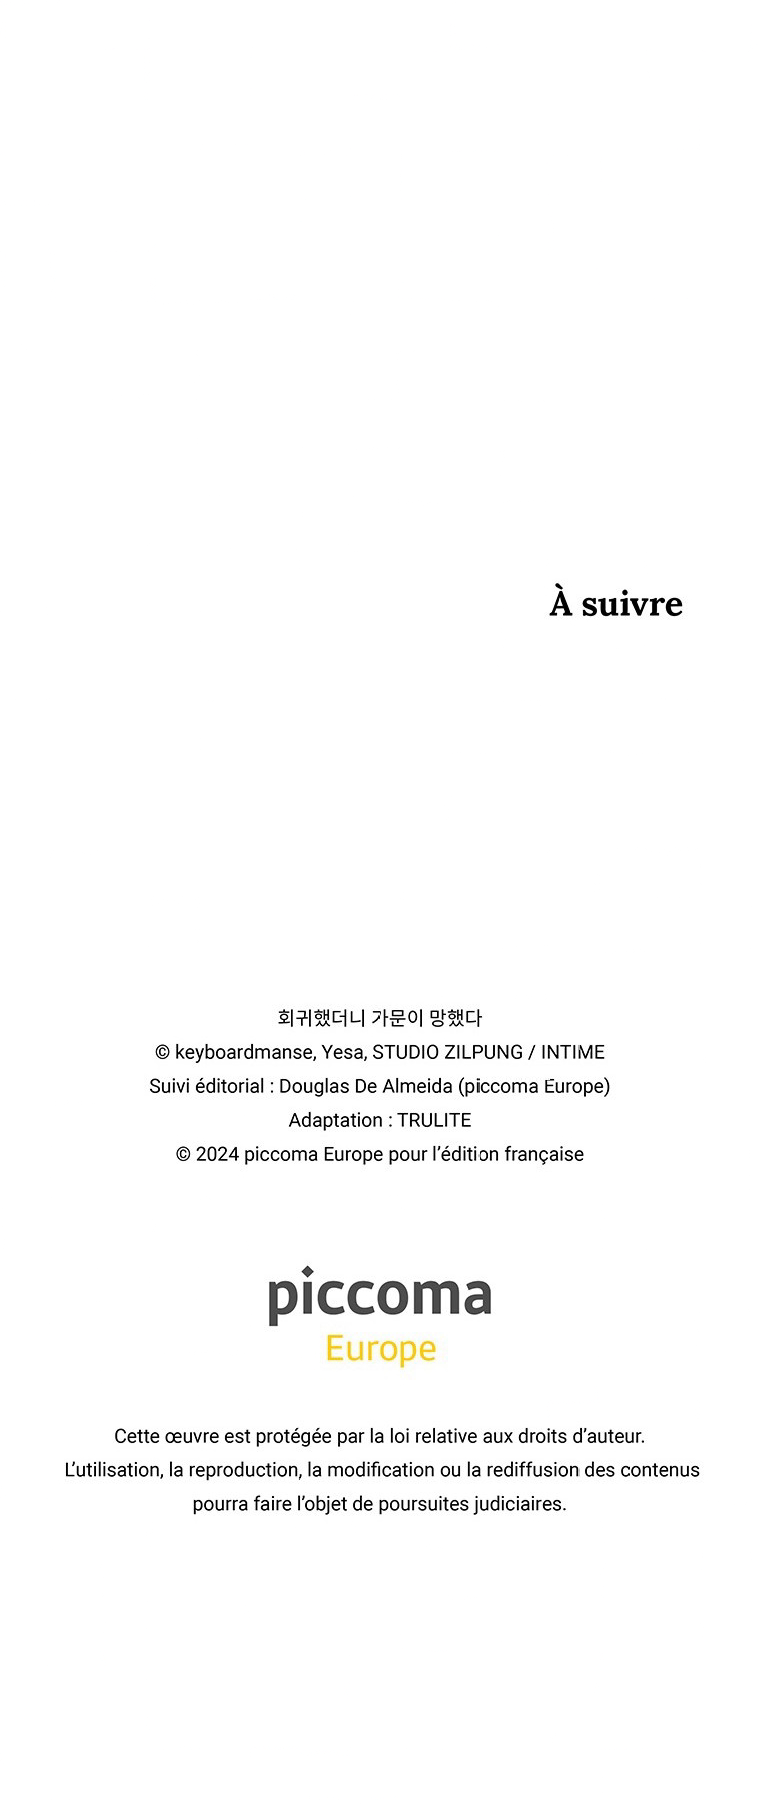 À suivre
회귀했더니 가문이 망했다
© keyboardmanse, Yesa, STUDIO ZILPUNG / INTIME
Suivi éditorial : Douglas De Almeida (piccoma Europe)
Adaptation : TRULITE
© 2024 piccoma Europe pour l’édition française
piccoma
Europe
Cette œuvre est protégée par la loi relative aux droits d’auteur.
L’utilisation, la reproduction, la modification ou la rediffusion des contenus
pourra faire l’objet de poursuites judiciaires.